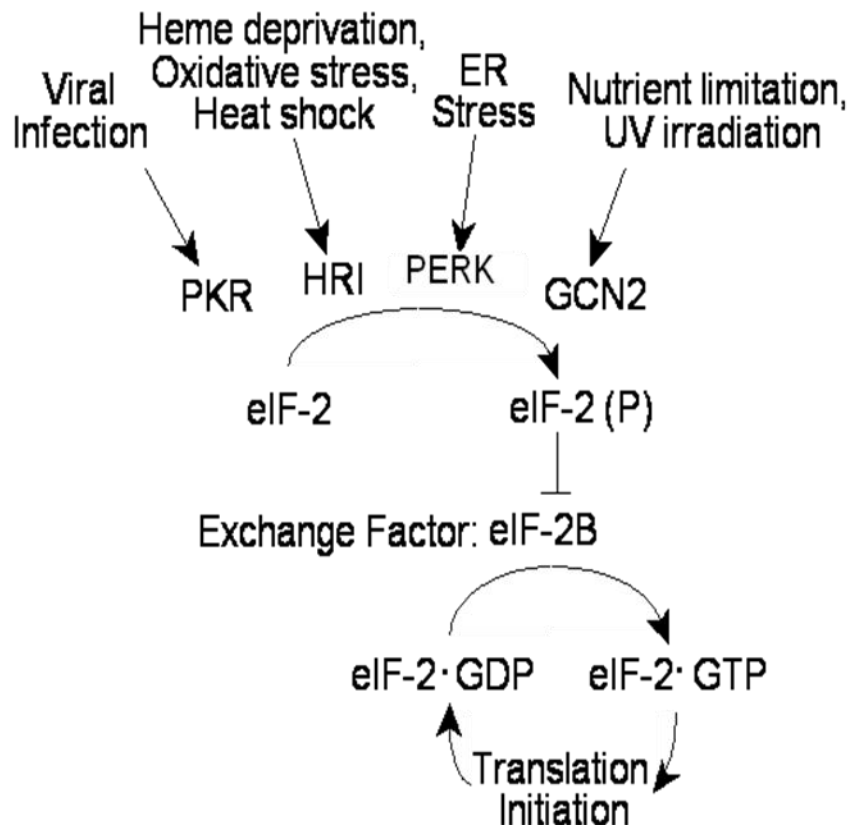 Viral
Infection
Heme deprivation,
Oxidative stress,
Heat shock
ER
Stress
Nutrient limitation,
UV irradiation
PKR
HRI
PERK
GCN2
eIF-2
eIF-2 (P)
Exchange Factor: eIF-2B
eIF-2· GDP
eIF-2· GTP
Translation
Initiation